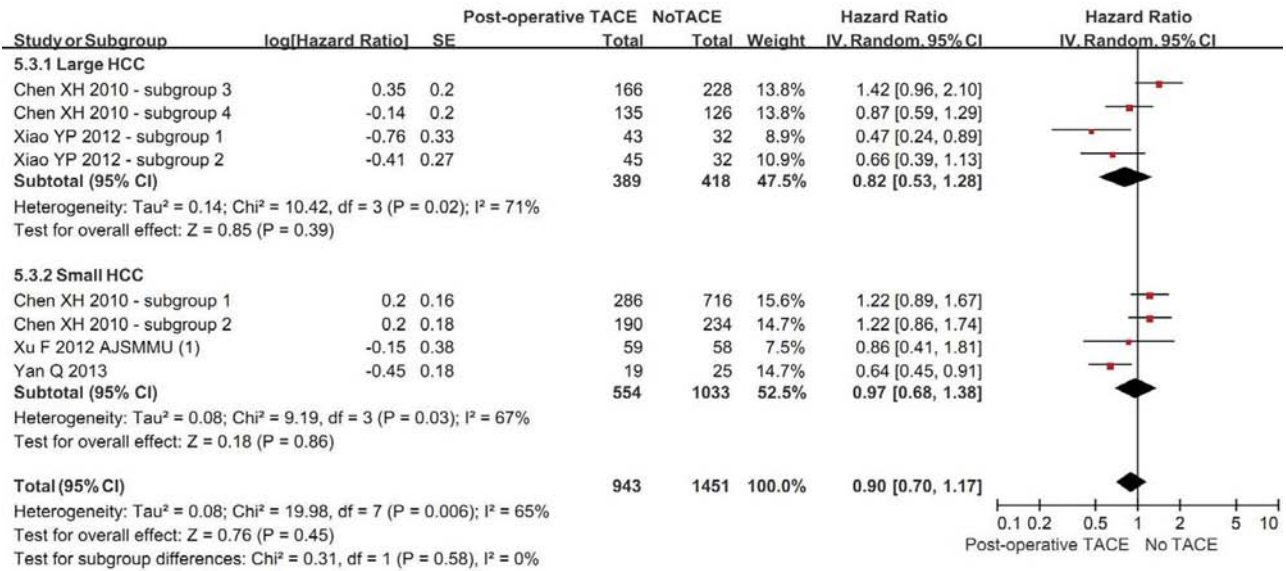 Post-operative TACE NoTACE Hazard Ratio Hazard Ratio
Study or Subgroup log[Hazard Ratio] SE Total Total Weight IV. Random. 95% CI IV. Random. 95% CI
5.3.1 Large HCC
Chen XH 2010 - subgroup 3 0.35 0.2 166 228 13.8% 1.42 [0.96, 2.10]
Chen XH 2010 - subgroup 4 -0.14 0.2 135 126 13.8% 0.87 [0.59, 1.29]
Xiao YP 2012 - subgroup 1 -0.76 0.33 43 32 8.9% 0.47 [0.24, 0.89]
Xiao YP 2012 - subgroup 2 -0.41 0.27 45 32 10.9% 0.66 [0.39, 1.13]
Subtotal (95% CI) 389 418 47.5% 0.82 [0.53, 1.28]
Heterogeneity: Tau² = 0.14; Chi² = 10.42, df = 3 (P = 0.02); I² = 71%
Test for overall effect: Z = 0.85 (P = 0.39)
5.3.2 Small HCC
Chen XH 2010 - subgroup 1 0.2 0.16 286 716 15.6% 1.22 [0.89, 1.67]
Chen XH 2010 - subgroup 2 0.2 0.18 190 234 14.7% 1.22 [0.86, 1.74]
Xu F 2012 AJSMMU (1) -0.15 0.38 59 58 7.5% 0.86 [0.41, 1.81]
Yan Q 2013 -0.45 0.18 19 25 14.7% 0.64 [0.45, 0.91]
Subtotal (95% CI) 554 1033 52.5% 0.97 [0.68, 1.38]
Heterogeneity: Tau² = 0.08; Chi² = 9.19, df = 3 (P = 0.03); I² = 67%
Test for overall effect: Z = 0.18 (P = 0.86)
Total (95% CI) 943 1451 100.0% 0.90 [0.70, 1.17]
Heterogeneity: Tau² = 0.08; Chi² = 19.98, df = 7 (P = 0.006); I² = 65%
0.1 0.2 0.5 1 2 5 10
Test for overall effect: Z = 0.76 (P = 0.45)
Post-operative TACE No TACE
Test for subgroup differences: Chi² = 0.31, df = 1 (P = 0.58), I² = 0%